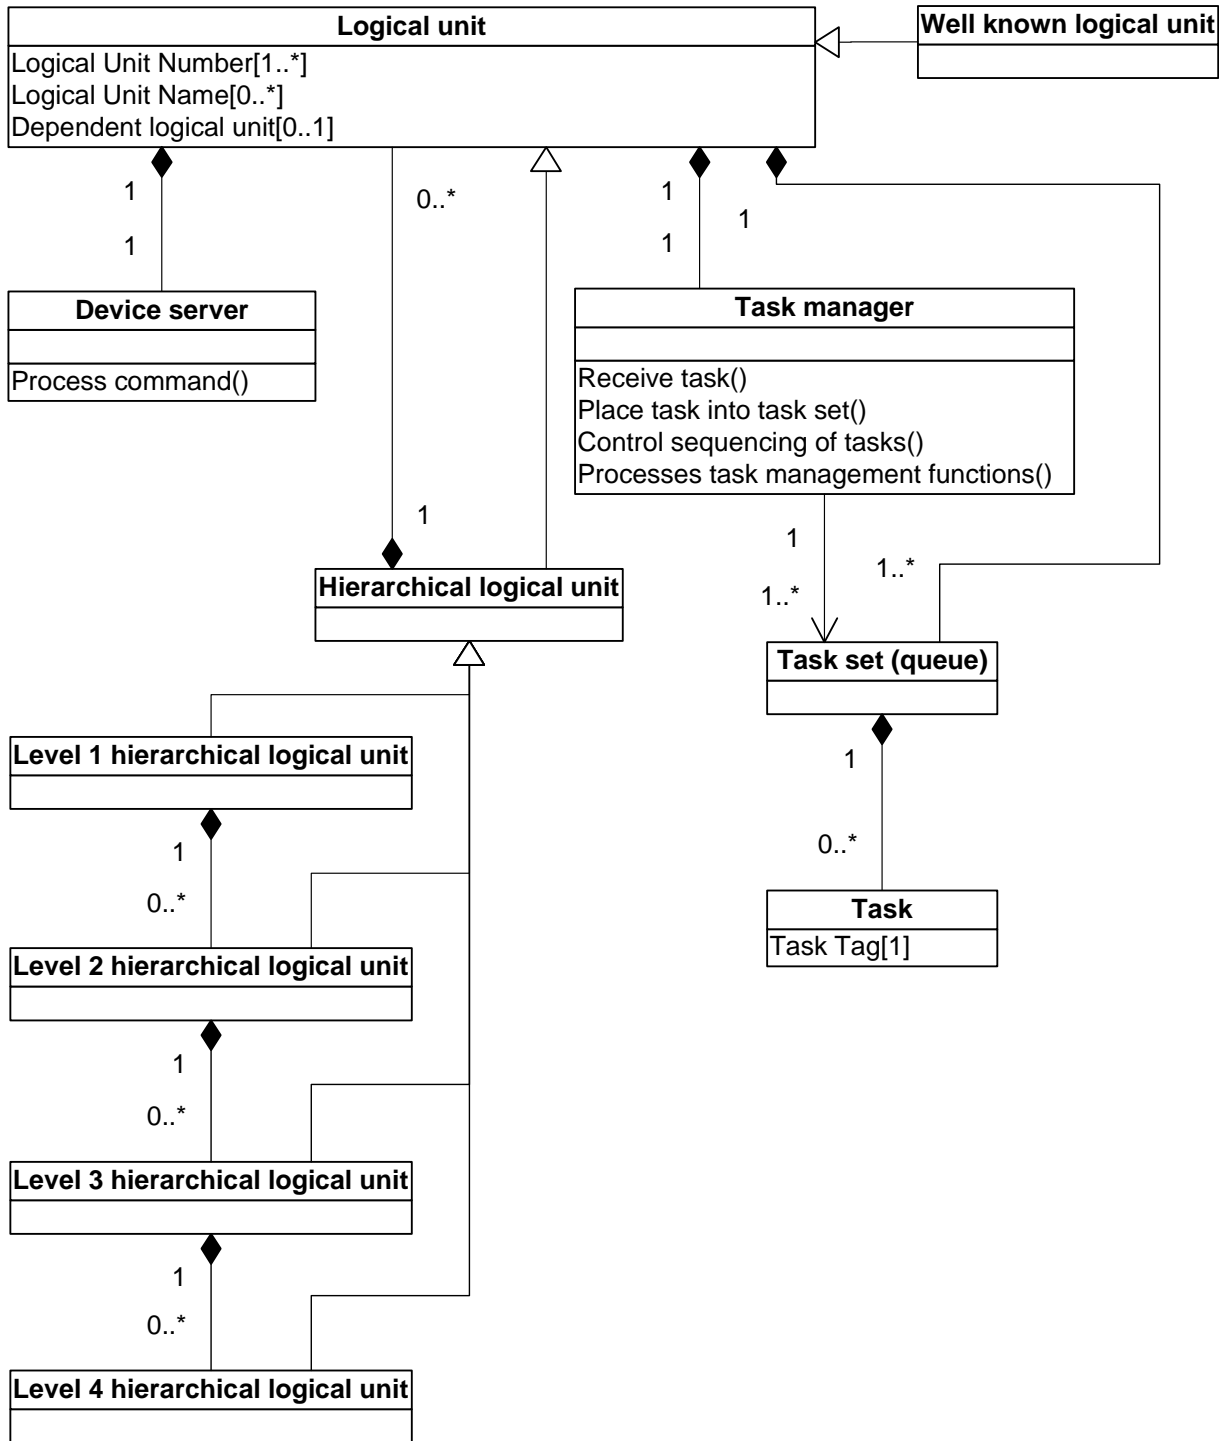 Logical unit
Logical Unit Number[1..*]
Logical Unit Name[0..*]
Dependent logical unit[0..1]
Well known logical unit
1
1
0..*
1
1
1
Device server
Process command()
Task manager
Receive task()
Place task into task set()
Control sequencing of tasks()
Processes task management functions()
1
1
1..*
1..*
Hierarchical logical unit
Task set (queue)
1
0..*
Task
Task Tag[1]
Level 1 hierarchical logical unit
1
0..*
Level 2 hierarchical logical unit
1
0..*
Level 3 hierarchical logical unit
1
0..*
Level 4 hierarchical logical unit